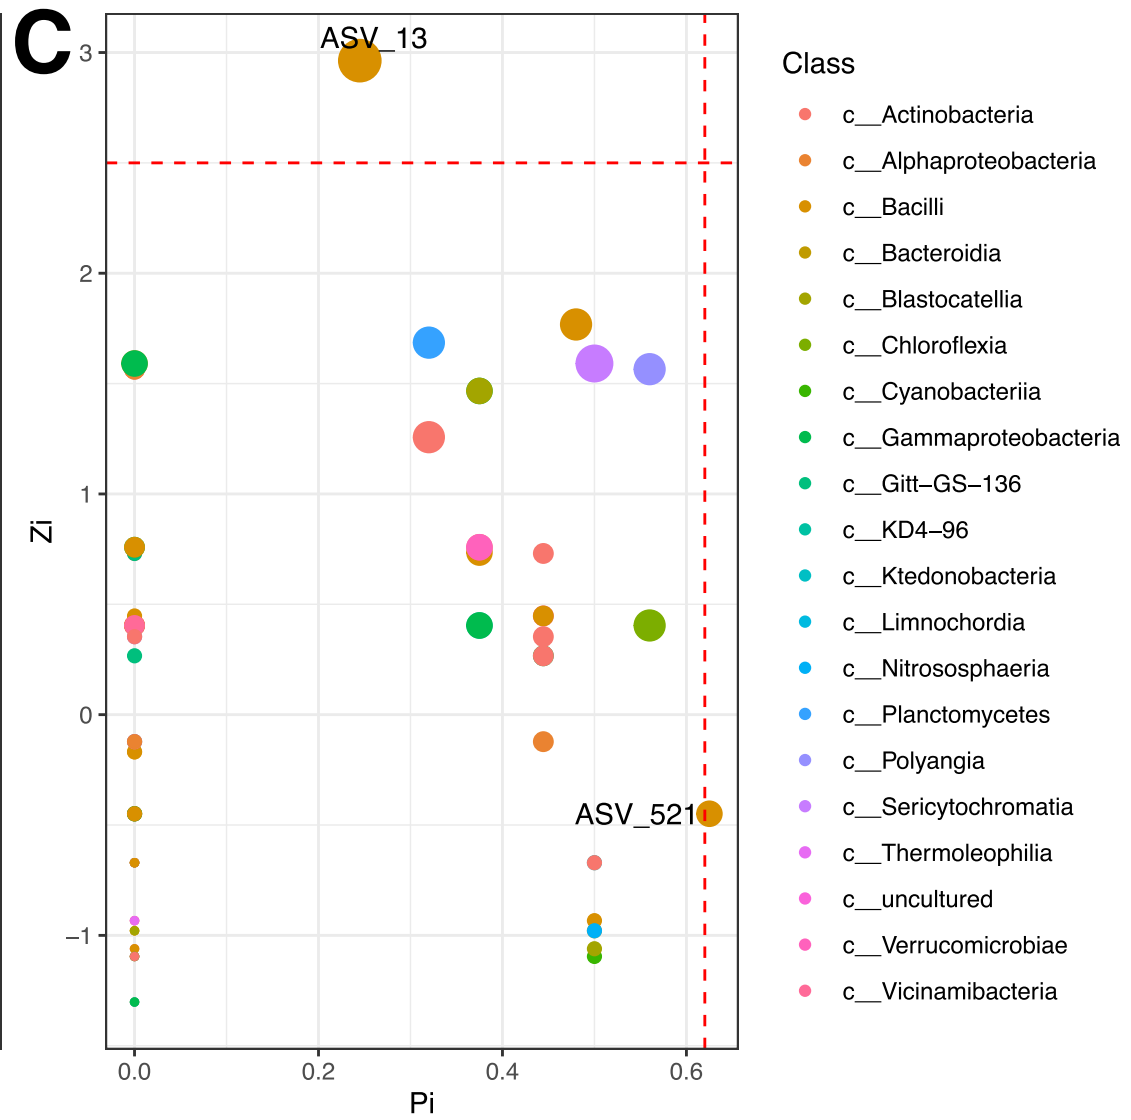 C
ASV_13
ASV_521
3
2
1
0
−1
Zi
0.0 0.2 0.4 0.6
Pi
Class
c__Actinobacteria
c__Alphaproteobacteria
c__Bacilli
c__Bacteroidia
c__Blastocatellia
c__Chloroflexia
c__Cyanobacteriia
c__Gammaproteobacteria
c__Gitt−GS−136
c__KD4−96
c__Ktedonobacteria
c__Limnochordia
c__Nitrososphaeria
c__Planctomycetes
c__Polyangia
c__Sericytochromatia
c__Thermoleophilia
c__uncultured
c__Verrucomicrobiae
c__Vicinamibacteria